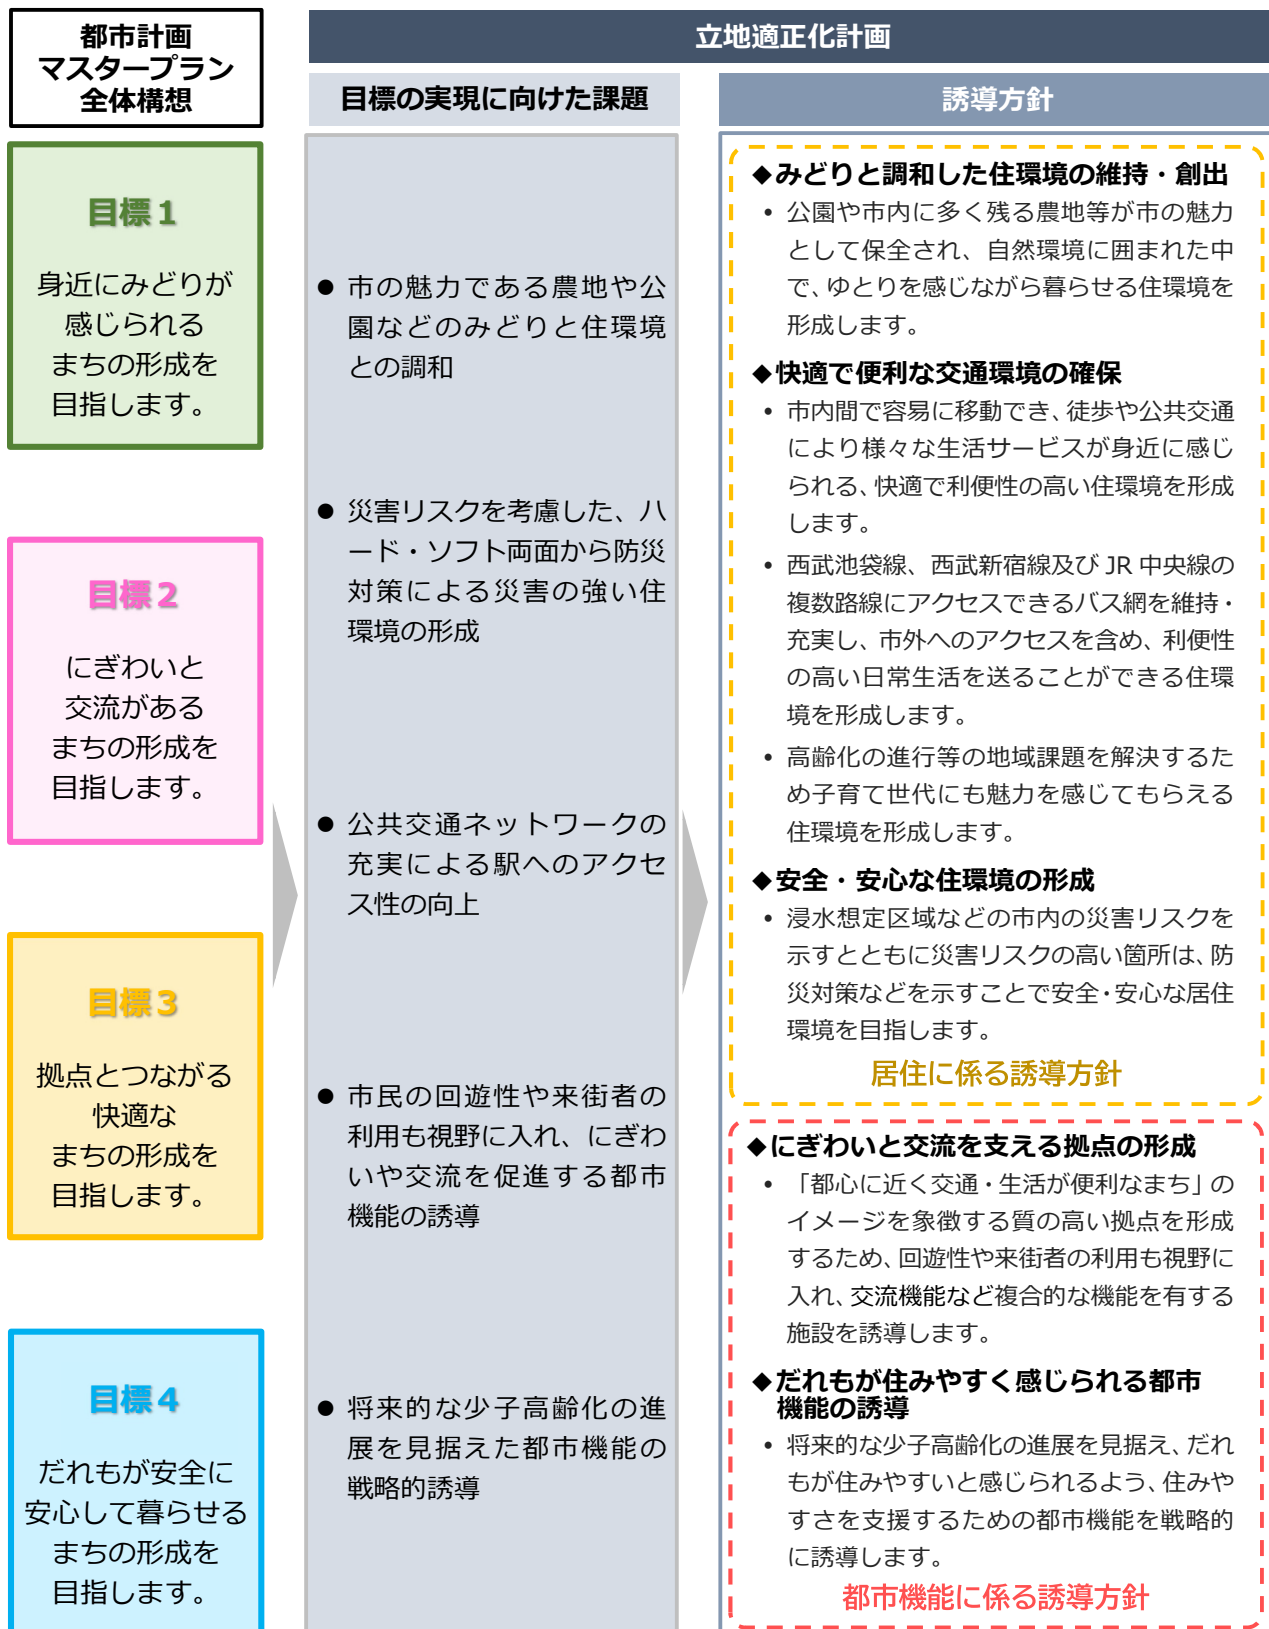 都市計画
マスタープラン
全体構想
目標1
身近にみどりが
感じられる
まちの形成を
目指します。
目標2
にぎわいと
交流がある
まちの形成を
目指します。
目標3
拠点とつながる
快適な
まちの形成を
目指します。
目標4
だれもが安全に
安心して暮らせる
まちの形成を
目指します。
立地適正化計画
目標の実現に向けた課題
● 市の魅力である農地や公
園などのみどりと住環境
との調和
● 災害リスクを考慮した、ハ
ード・ソフト両面から防災
対策による災害の強い住
環境の形成
● 公共交通ネットワークの
充実による駅へのアクセ
ス性の向上
● 市民の回遊性や来街者の
利用も視野に入れ、にぎわ
いや交流を促進する都市
機能の誘導
● 将来的な少子高齢化の進
展を見据えた都市機能の
戦略的誘導
誘導方針
◆みどりと調和した住環境の維持・創出
• 公園や市内に多く残る農地等が市の魅力
として保全され、自然環境に囲まれた中
で、ゆとりを感じながら暮らせる住環境を
形成します。
◆快適で便利な交通環境の確保
• 市内間で容易に移動でき、徒歩や公共交通
により様々な生活サービスが身近に感じ
られる、快適で利便性の高い住環境を形成
します。
• 西武池袋線、西武新宿線及び JR 中央線の
複数路線にアクセスできるバス網を維持・
充実し、市外へのアクセスを含め、利便性
の高い日常生活を送ることができる住環
境を形成します。
• 高齢化の進行等の地域課題を解決するた
め子育て世代にも魅力を感じてもらえる
住環境を形成します。
◆安全・安心な住環境の形成
• 浸水想定区域などの市内の災害リスクを
示すとともに災害リスクの高い箇所は、防
災対策などを示すことで安全・安心な居住
環境を目指します。
居住に係る誘導方針
◆にぎわいと交流を支える拠点の形成
• 「都心に近く交通・生活が便利なまち」の
イメージを象徴する質の高い拠点を形成
するため、回遊性や来街者の利用も視野に
入れ、交流機能など複合的な機能を有する
施設を誘導します。
◆だれもが住みやすく感じられる都市
機能の誘導
• 将来的な少子高齢化の進展を見据え、だれ
もが住みやすいと感じられるよう、住みや
すさを支援するための都市機能を戦略的
に誘導します。
都市機能に係る誘導方針